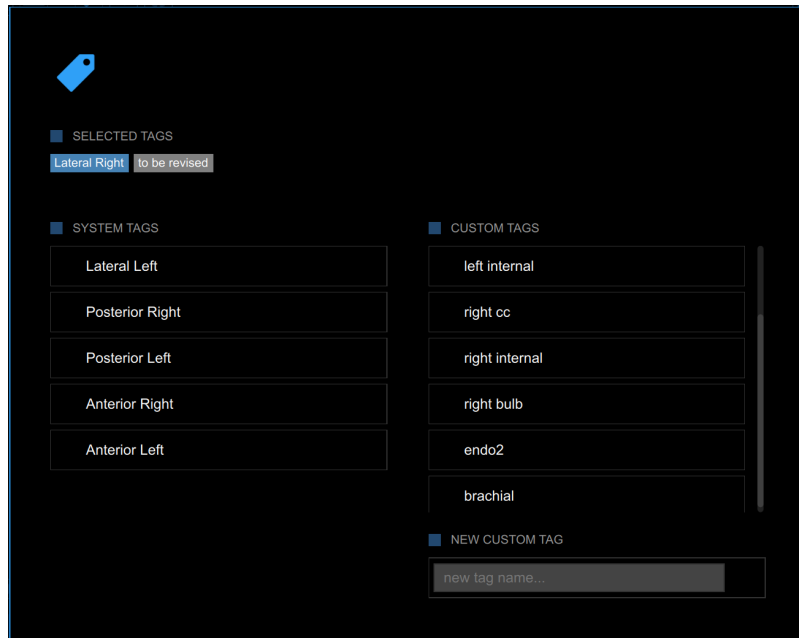 SELECTED TAGS
Lateral Right to be revised
SYSTEM TAGS
Lateral Left
Posterior Right
Posterior Left
Anterior Right
Anterior Left
CUSTOM TAGS
left internal
right cc
right internal
right bulb
endo2
brachial
NEW CUSTOM TAG
new tag name...